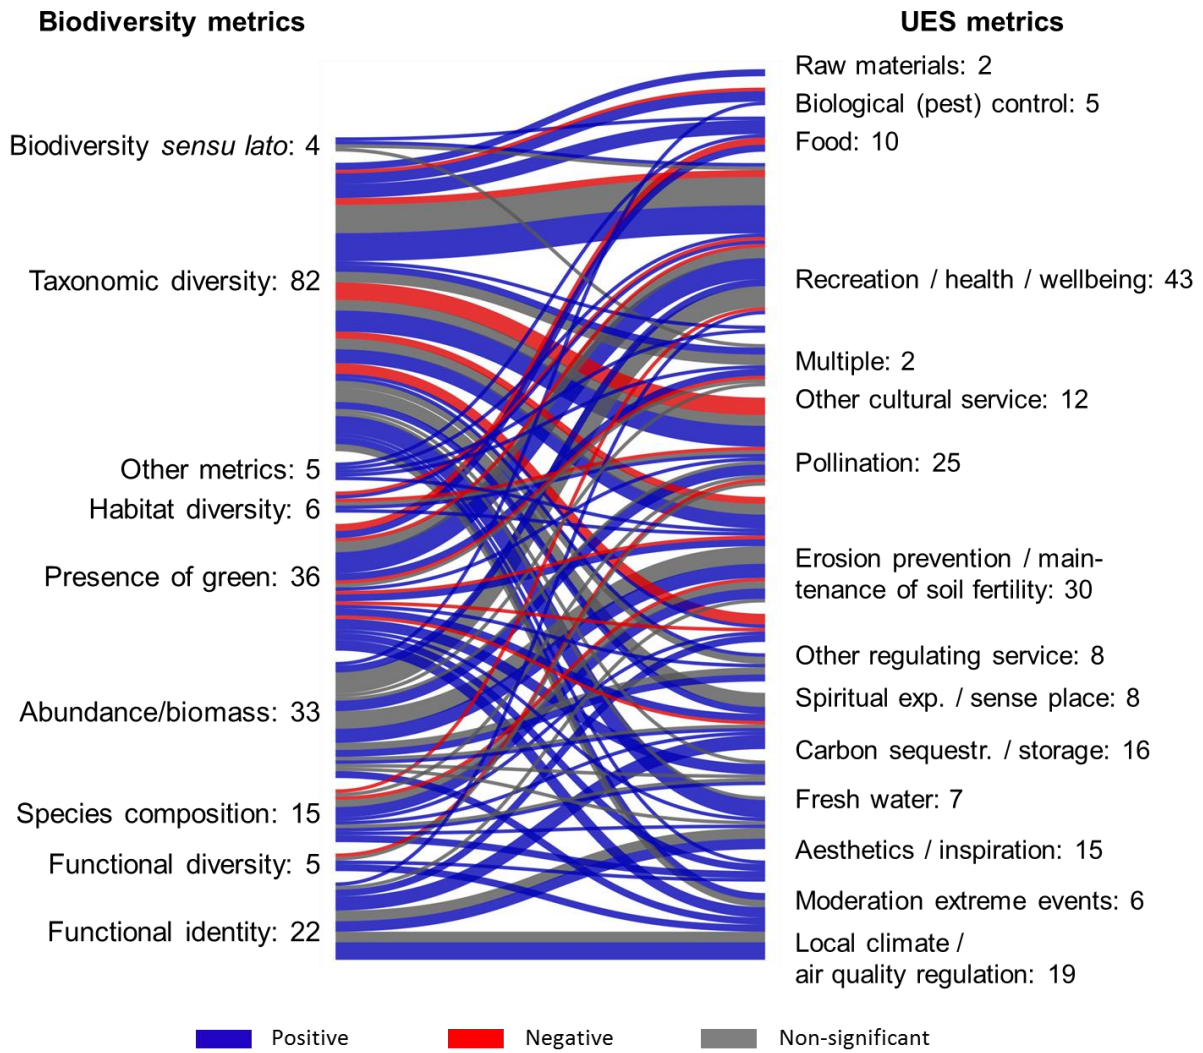 Biodiversity metrics
UES metrics
Biodiversity sensu lato: 4
Taxonomic diversity: 82
Other metrics: 5
Habitat diversity: 6
Presence of green: 36
Abundance/biomass: 33
Species composition: 15
Functional diversity: 5
Functional identity: 22
Raw materials: 2
Biological (pest) control: 5
Food: 10
Recreation / health / wellbeing: 43
Multiple: 2
Other cultural service: 12
Pollination: 25
Erosion prevention / main-
tenance of soil fertility: 30
Other regulating service: 8
Spiritual exp. / sense place: 8
Carbon sequestr. / storage: 16
Fresh water: 7
Aesthetics / inspiration: 15
Moderation extreme events: 6
Local climate /
air quality regulation: 19
Positive
Negative
Non-significant